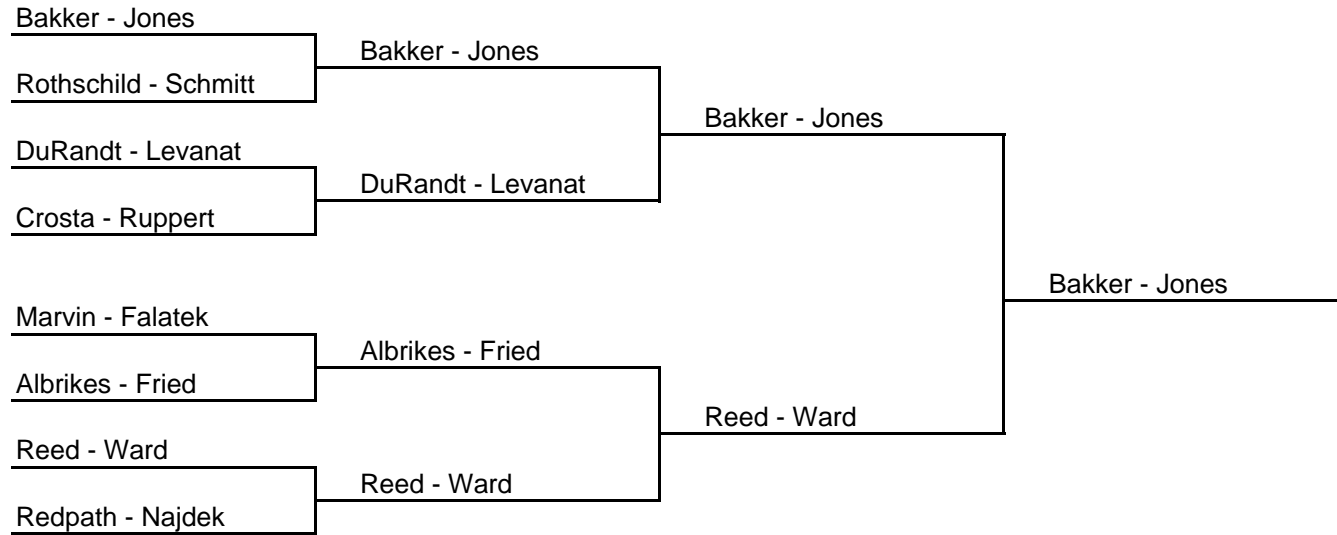 Bakker - Jones
Rothschild - Schmitt
DuRandt - Levanat
Crosta - Ruppert
Marvin - Falatek
Albrikes - Fried
Reed - Ward
Redpath - Najdek
Bakker - Jones
DuRandt - Levanat
Albrikes - Fried
Reed - Ward
Bakker - Jones
Reed - Ward
Bakker - Jones